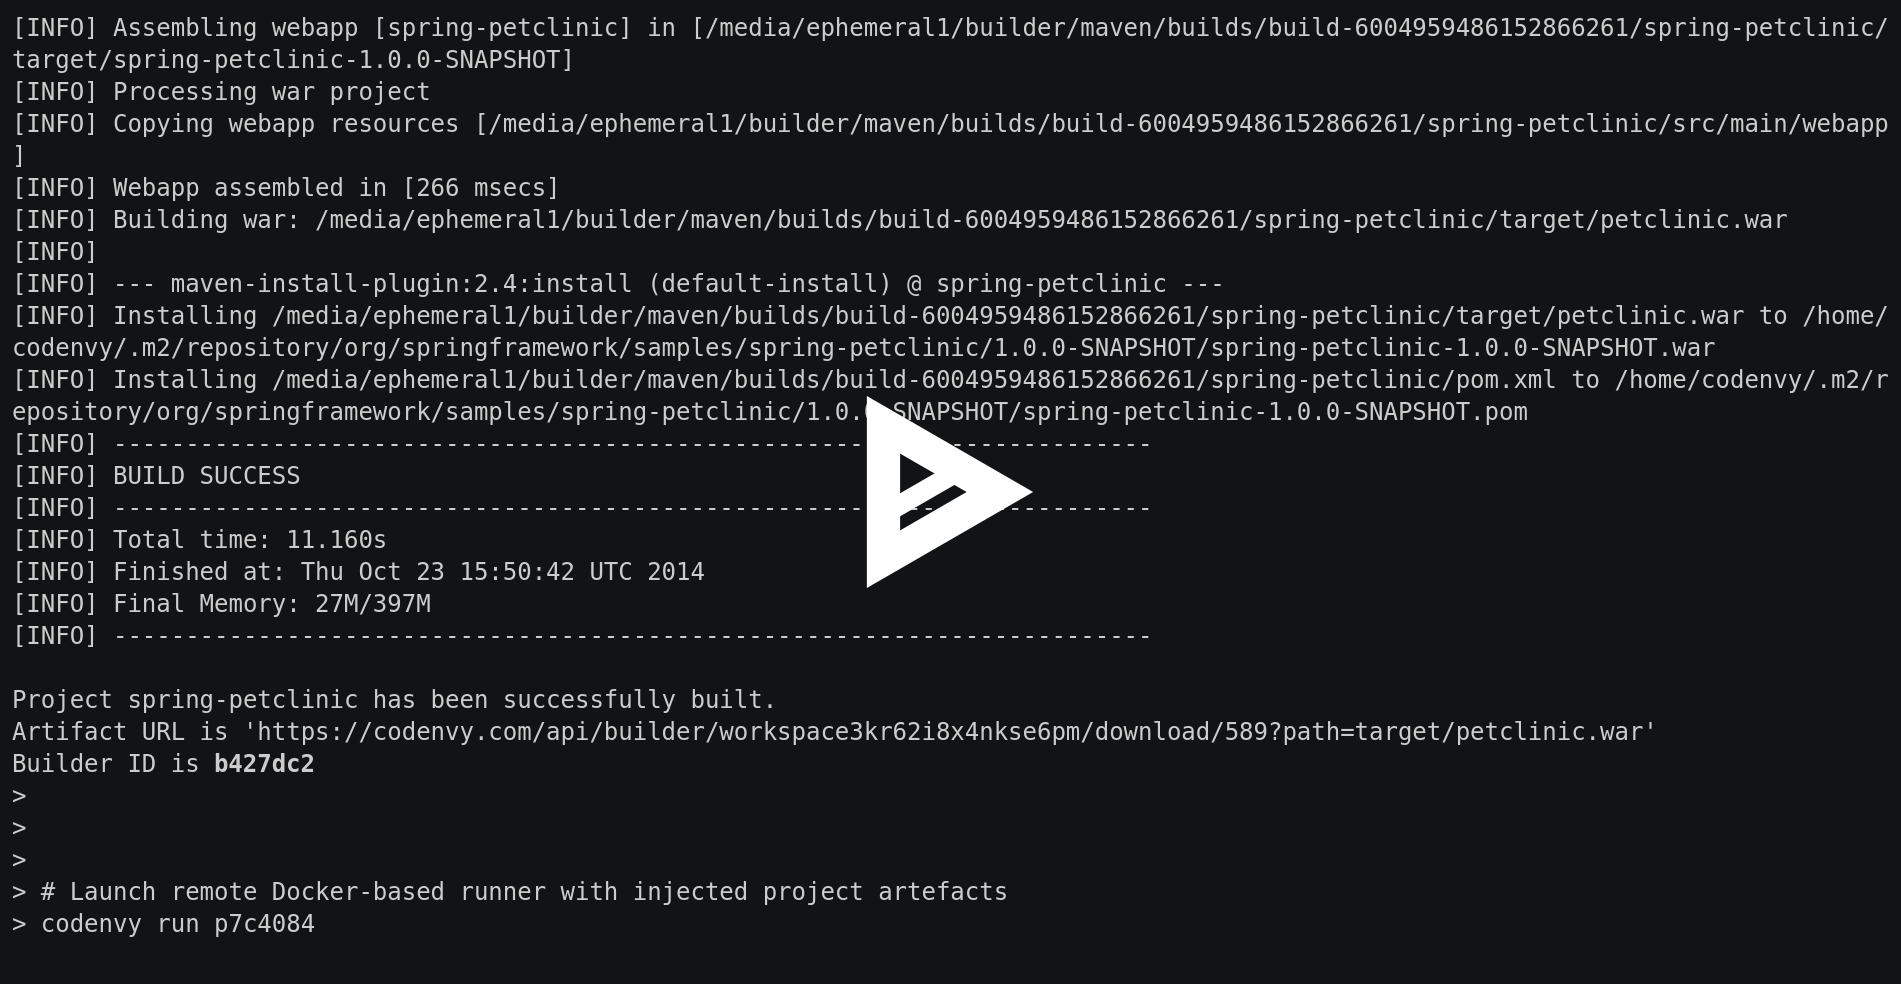 [INFO] Assembling webapp [spring-petclinic] in [/media/ephemeral1/builder/maven/builds/build-6004959486152866261/spring-petclinic/
target/spring-petclinic-1.0.0-SNAPSHOT]
[INFO] Processing war project
[INFO] Copying webapp resources [/media/ephemeral1/builder/maven/builds/build-6004959486152866261/spring-petclinic/src/main/webapp
]
[INFO] Webapp assembled in [266 msecs]
[INFO] Building war: /media/ephemeral1/builder/maven/builds/build-6004959486152866261/spring-petclinic/target/petclinic.war
[INFO]
[INFO] --- maven-install-plugin:2.4:install (default-install) @ spring-petclinic ---
[INFO] Installing /media/ephemeral1/builder/maven/builds/build-6004959486152866261/spring-petclinic/target/petclinic.war to /home/
codenvy/.m2/repository/org/springframework/samples/spring-petclinic/1.0.0-SNAPSHOT/spring-petclinic-1.0.0-SNAPSHOT.war
[INFO] Installing /media/ephemeral1/builder/maven/builds/build-6004959486152866261/spring-petclinic/pom.xml to /home/codenvy/.m2/r
epository/org/springframework/samples/spring-petclinic/1.0.0-SNAPSHOT/spring-petclinic-1.0.0-SNAPSHOT.pom
[INFO] ------------------------------------------------------------------------
[INFO] BUILD SUCCESS
[INFO] ------------------------------------------------------------------------
[INFO] Total time: 11.160s
[INFO] Finished at: Thu Oct 23 15:50:42 UTC 2014
[INFO] Final Memory: 27M/397M
[INFO] ------------------------------------------------------------------------
Project spring-petclinic has been successfully built.
Artifact URL is 'https://codenvy.com/api/builder/workspace3kr62i8x4nkse6pm/download/589?path=target/petclinic.war'
Builder ID is b427dc2
>
>
>
> # Launch remote Docker-based runner with injected project artefacts
> codenvy run p7c4084